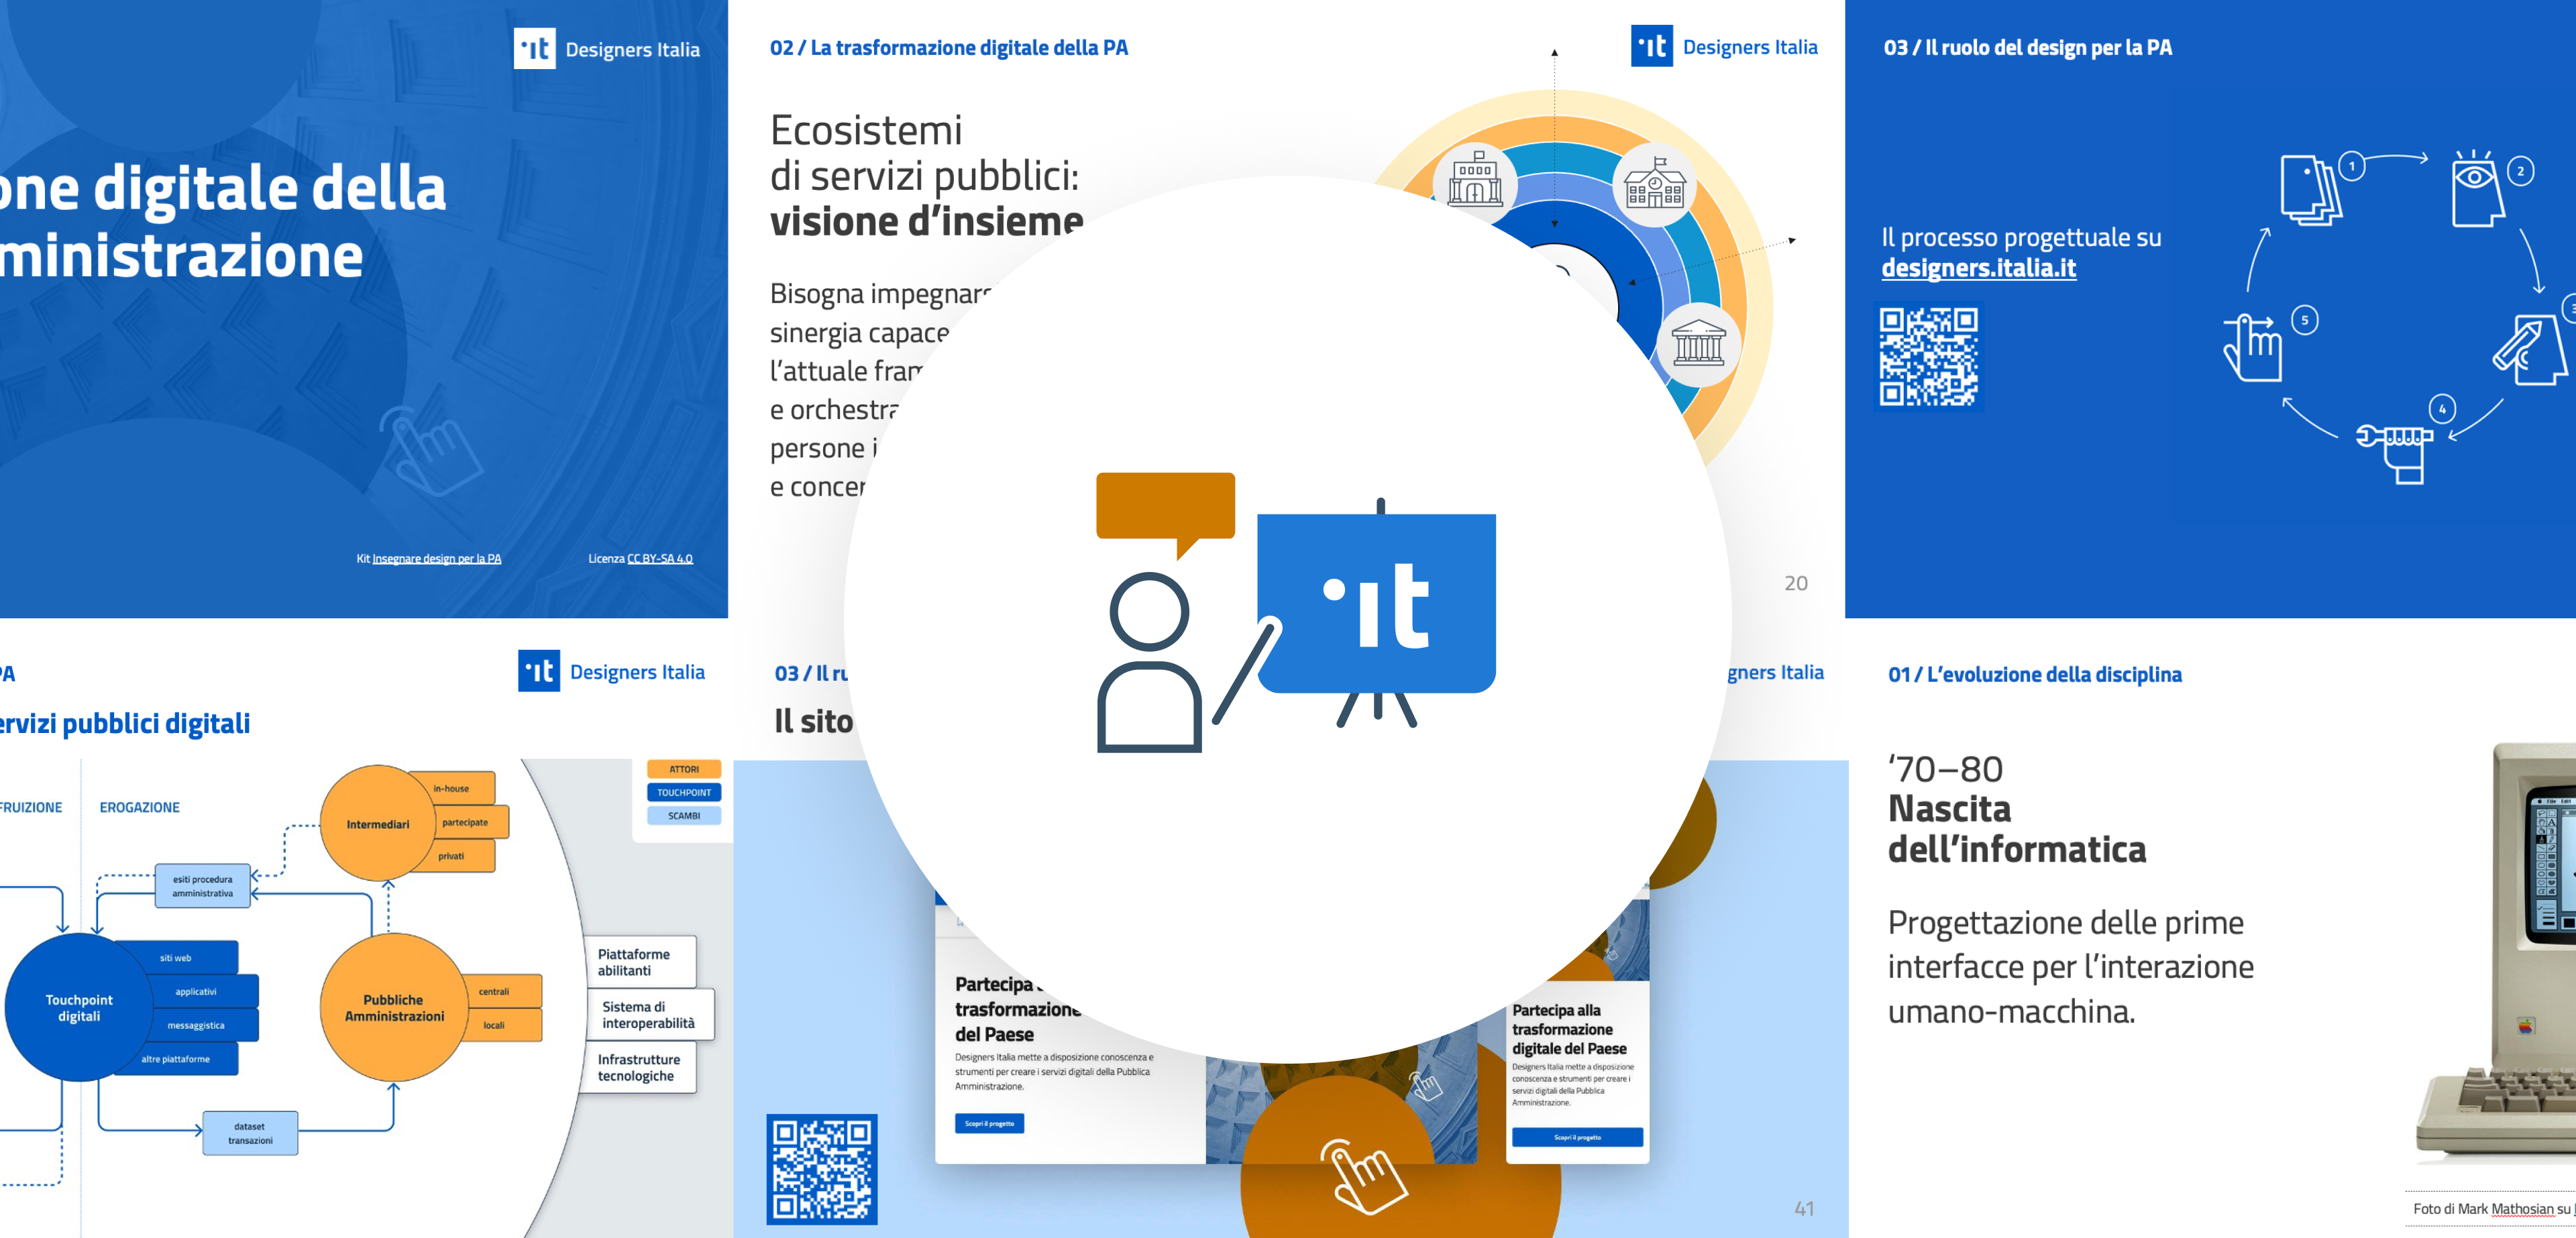 Designers Italia
one digitale della
ministrazione
Kit Insegnare design per la PA
Licenza CC BY-SA 4.0
02 / La trasformazione digitale della PA
Designers Italia
Ecosistemi
di servizi pubblici:
visione d’insieme
Bisogna impegnars
sinergia capace
l’attuale fram
e orchestra
persone i
e concer
20
03 / Il ruolo del design per la PA
Il processo progettuale su
designers.italia.it
1
2
3
4
5
it
PA
Designers Italia
ervizi pubblici digitali
FRUIZIONE
EROGAZIONE
ATTORI
TOUCHPOINT
SCAMBI
Intermediari
in-house
partecipate
privati
esiti procedura
amministrativa
Touchpoint
digitali
siti web
applicativi
messaggistica
altre piattaforme
Pubbliche
Amministrazioni
centrali
locali
dataset
transazioni
Piattaforme
abilitanti
Sistema di
interoperabilità
Infrastrutture
tecnologiche
03 / Il ru
gners Italia
Il sito
Partecipa
trasformazione
del Paese
Designers Italia mette a disposizione conoscenza e
strumenti per creare i servizi digitali della Pubblica
Amministrazione.
Scopri il progetto
Partecipa alla
trasformazione
digitale del Paese
Designers Italia mette a disposizione
conoscenza e strumenti per creare i
servizi digitali della Pubblica
Amministrazione.
Scopri il progetto
41
01 / L’evoluzione della disciplina
‘70–80
Nascita
dell’informatica
Progettazione delle prime
interfacce per l’interazione
umano-macchina.
Foto di Mark Mathosian su